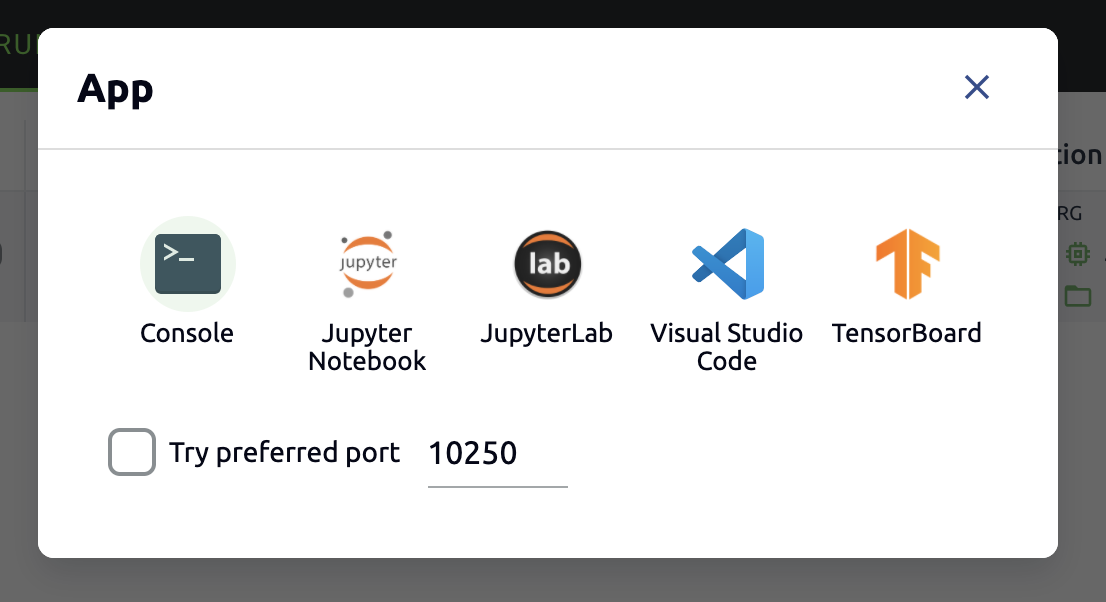 RU
App
tion
RG
>_
jupyter
lab
Console
Jupyter
Notebook
JupyterLab
Visual Studio
Code
TensorBoard
Try preferred port
10250